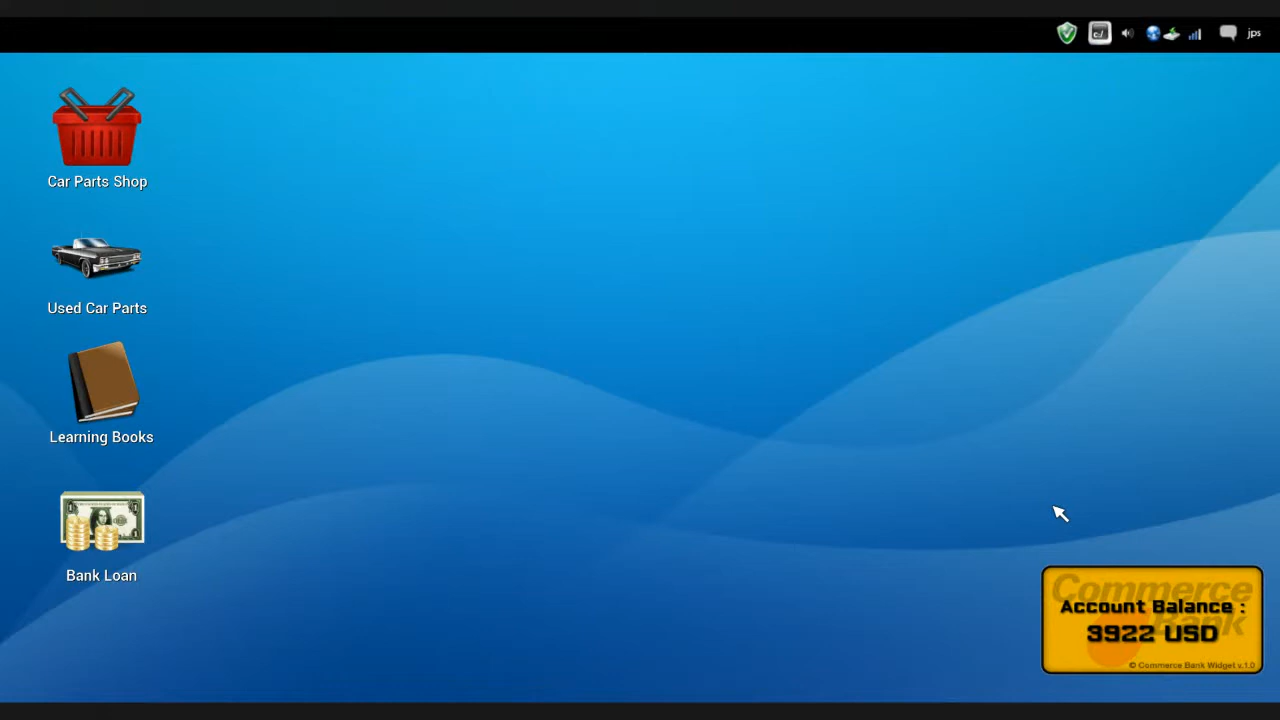 c:/
jps
Car Parts Shop
Used Car Parts
Learning Books
Bank Loan
Commerce
Bank
Account Balance :
3922 USD
© Commerce Bank Widget v.1.0